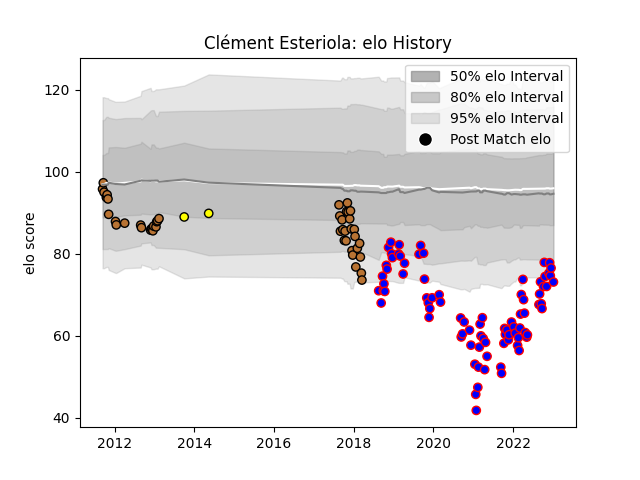 Clément Esteriola: elo History
50% elo Interval
80% elo Interval
95% elo Interval
Post Match elo
elo score
120
100
80
60
40
2012 2014 2016 2018 2020 2022